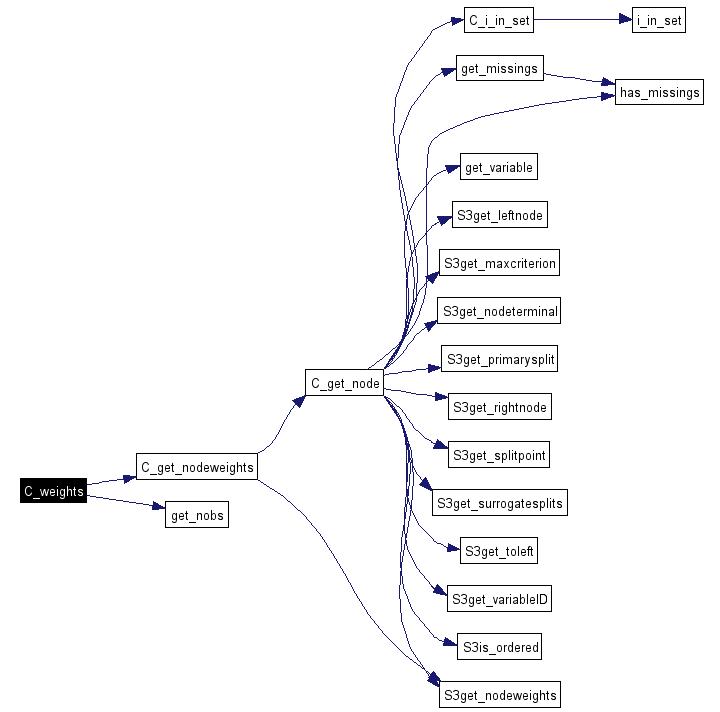 C_i_in_set
i_in_set
get_missings
has_missings
get_variable
S3get_leftnode
S3get_maxcriterion
S3get_nodeterminal
S3get_primarysplit
C_get_node
S3get_rightnode
S3get_splitpoint
C_get_nodeweights
C_weights
S3get_surrogatesplits
get_nobs
S3get_toleft
S3get_variableID
S3is_ordered
S3get_nodeweights